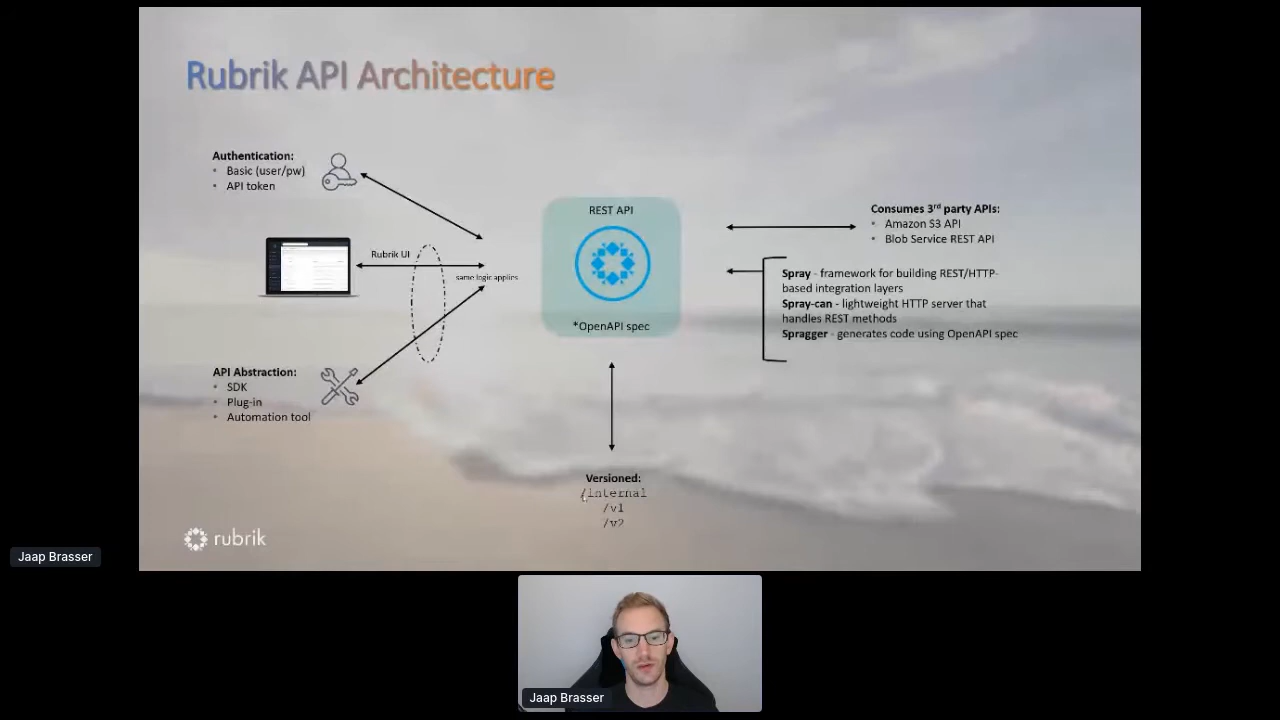 Rubrik API Architecture
Authentication:
• Basic (user/pw)
• API token
Rubrik UI
same logic applies
API Abstraction:
• SDK
• Plug-in
• Automation tool
REST API
*OpenAPI spec
Versioned:
/internal
/v1
/v2
Consumes 3rd party APIs:
• Amazon S3 API
• Blob Service REST API
Spray - framework for building REST/HTTP-
based integration layers
Spray-can - lightweight HTTP server that
handles REST methods
Spragger - generates code using OpenAPI spec
rubrik
Jaap Brasser
Jaap Brasser